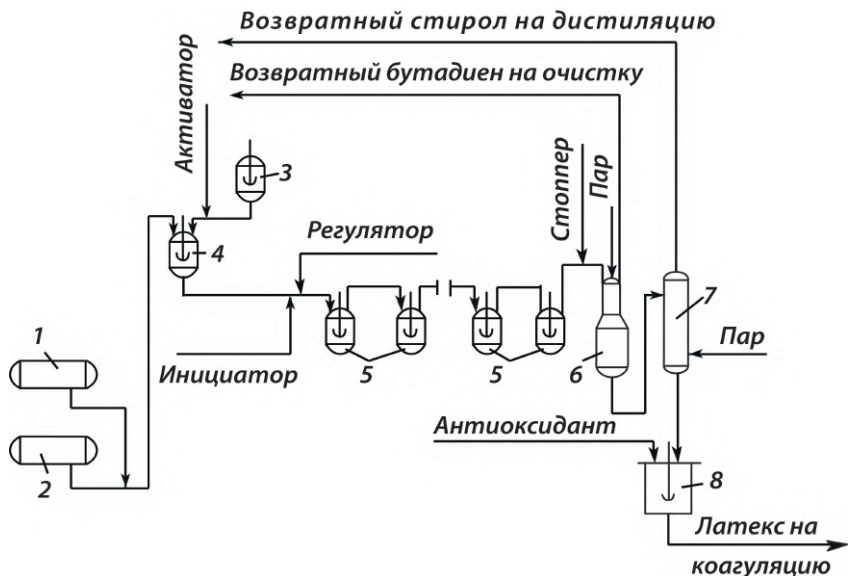 Возвратный стирол на дистиляцию
Возвратный бутадиен на очистку
Активатор
Стоппер
Пар
3
4
Регулятор
7
1
Инициатор
5
5
6
Пар
2
Антиоксидант
8
Латекс на
коагуляцию